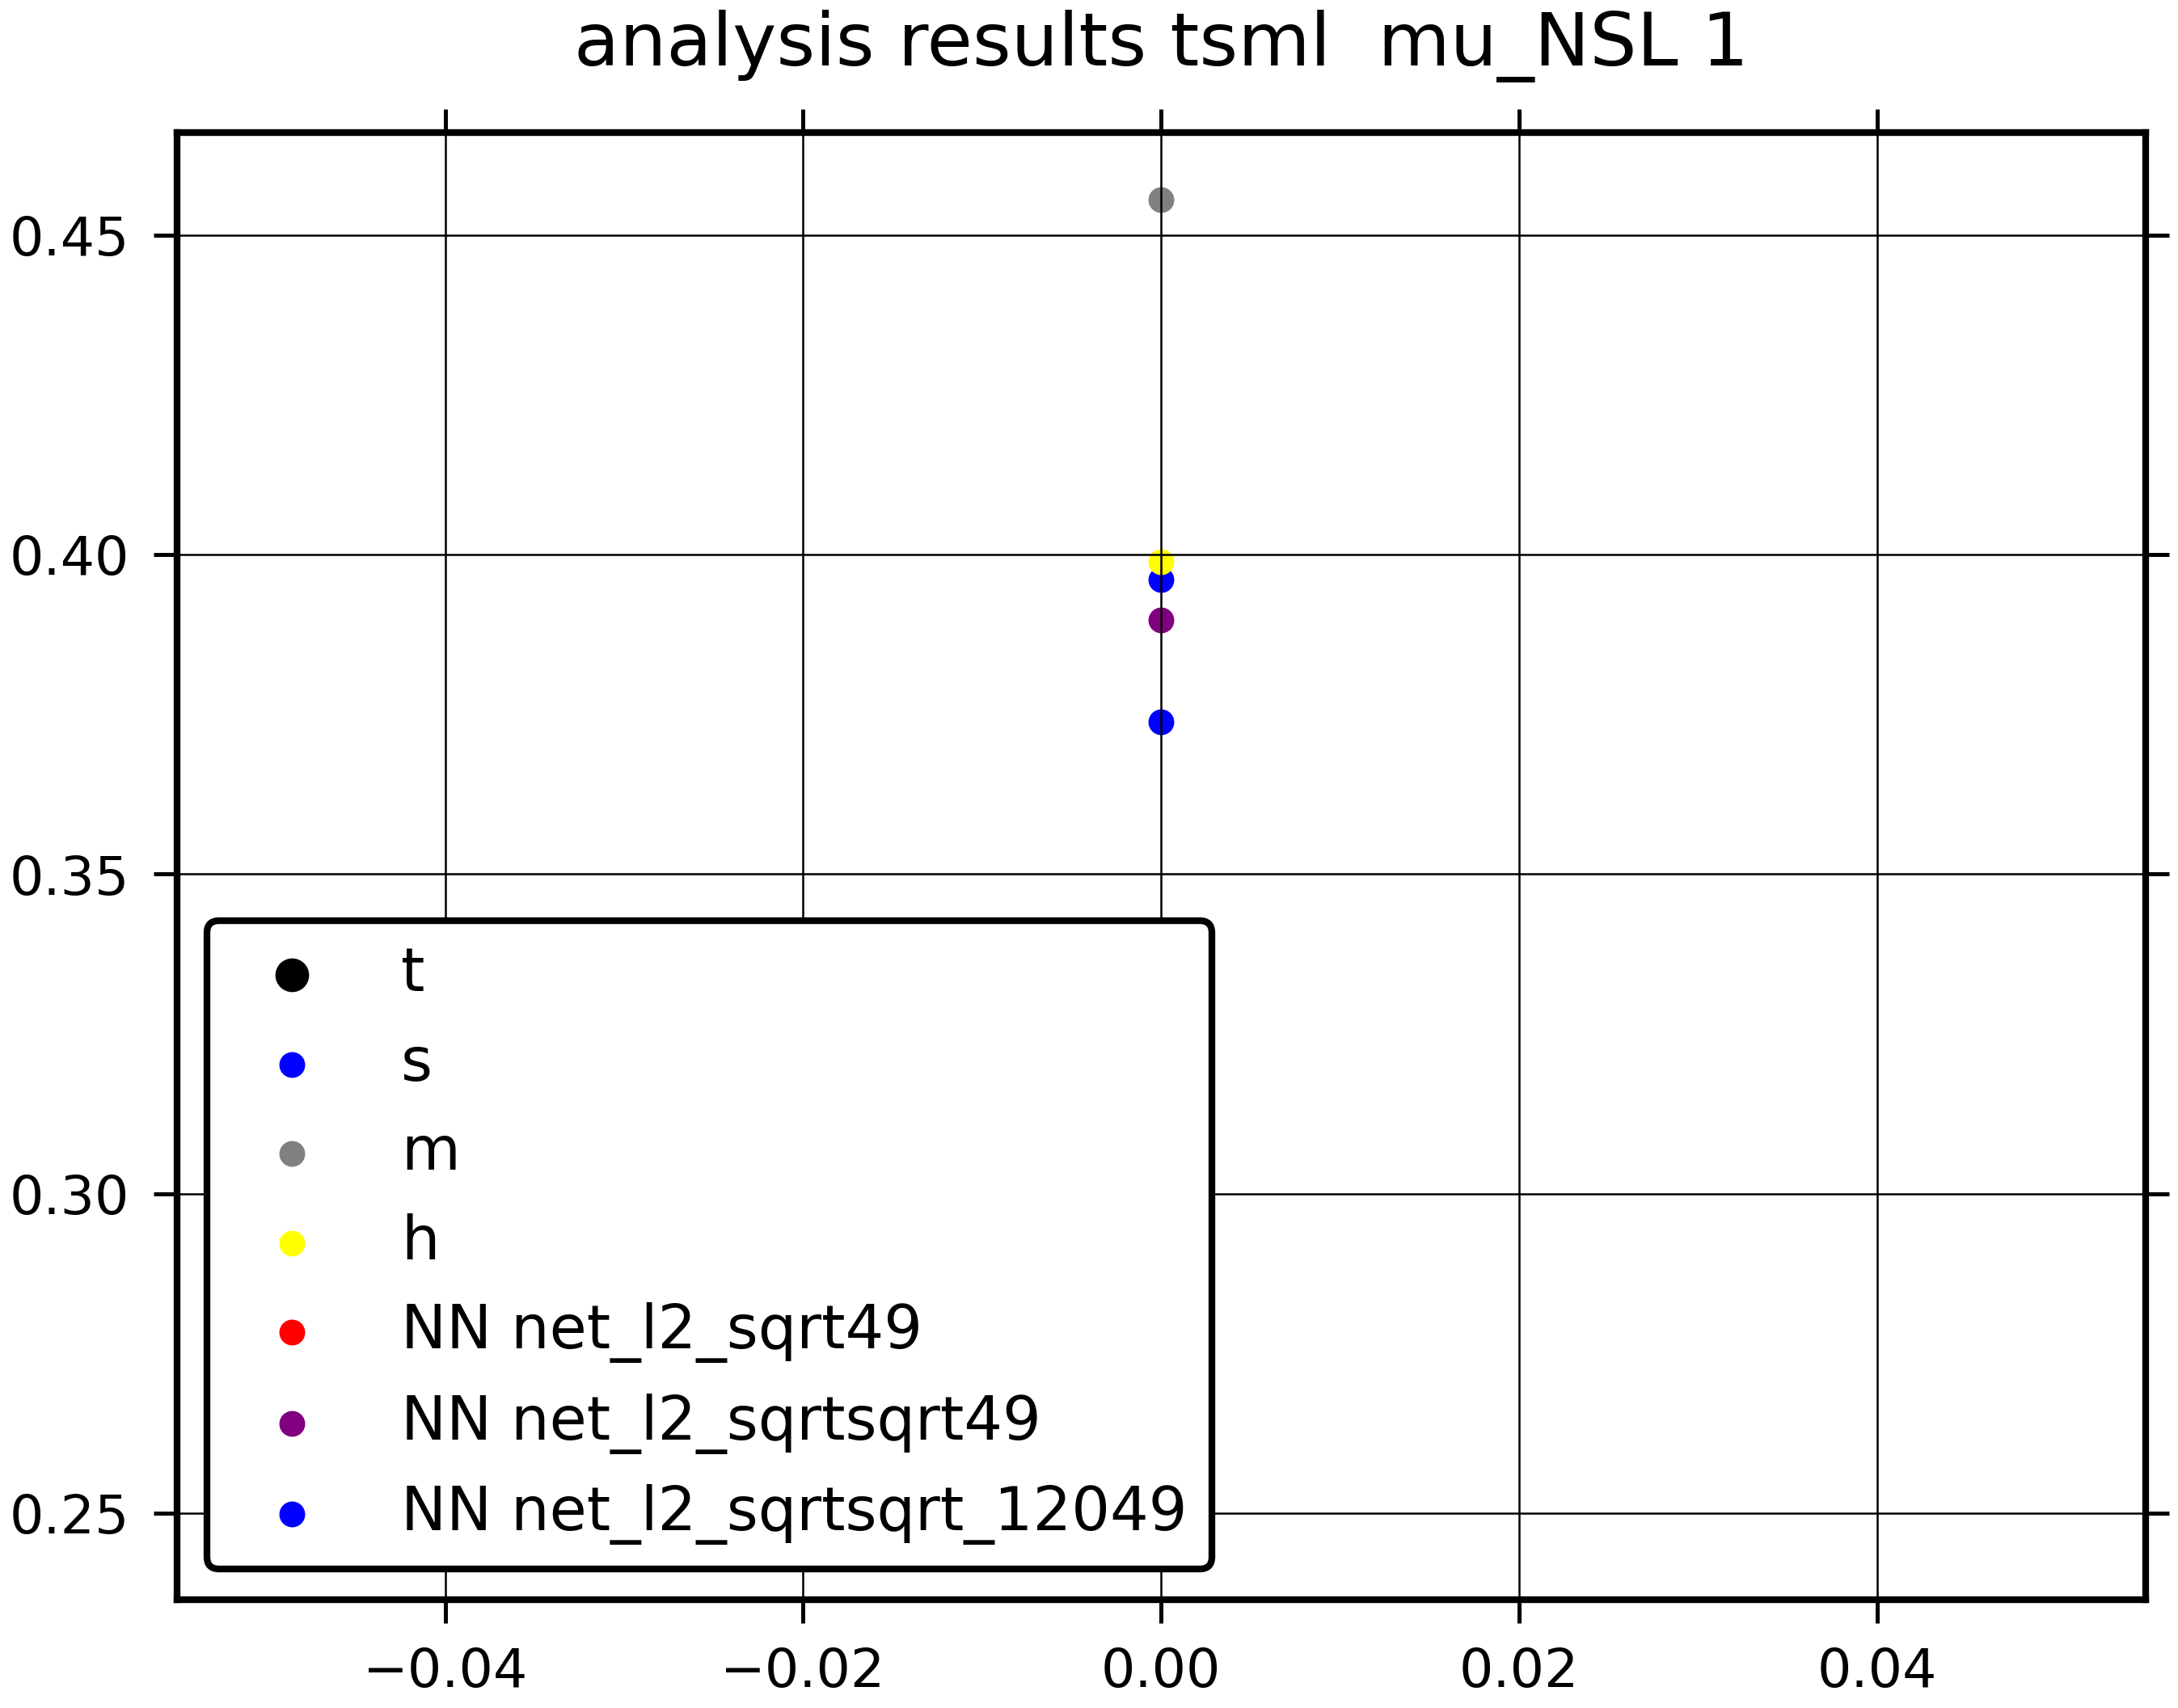 analysis results tsml  mu_NSL 1
0.45
0.40
0.35
0.30
0.25
t
s
m
h
NN net_l2_sqrt49
NN net_l2_sqrtsqrt49
NN net_l2_sqrtsqrt_12049
−0.04 −0.02 0.00 0.02 0.04